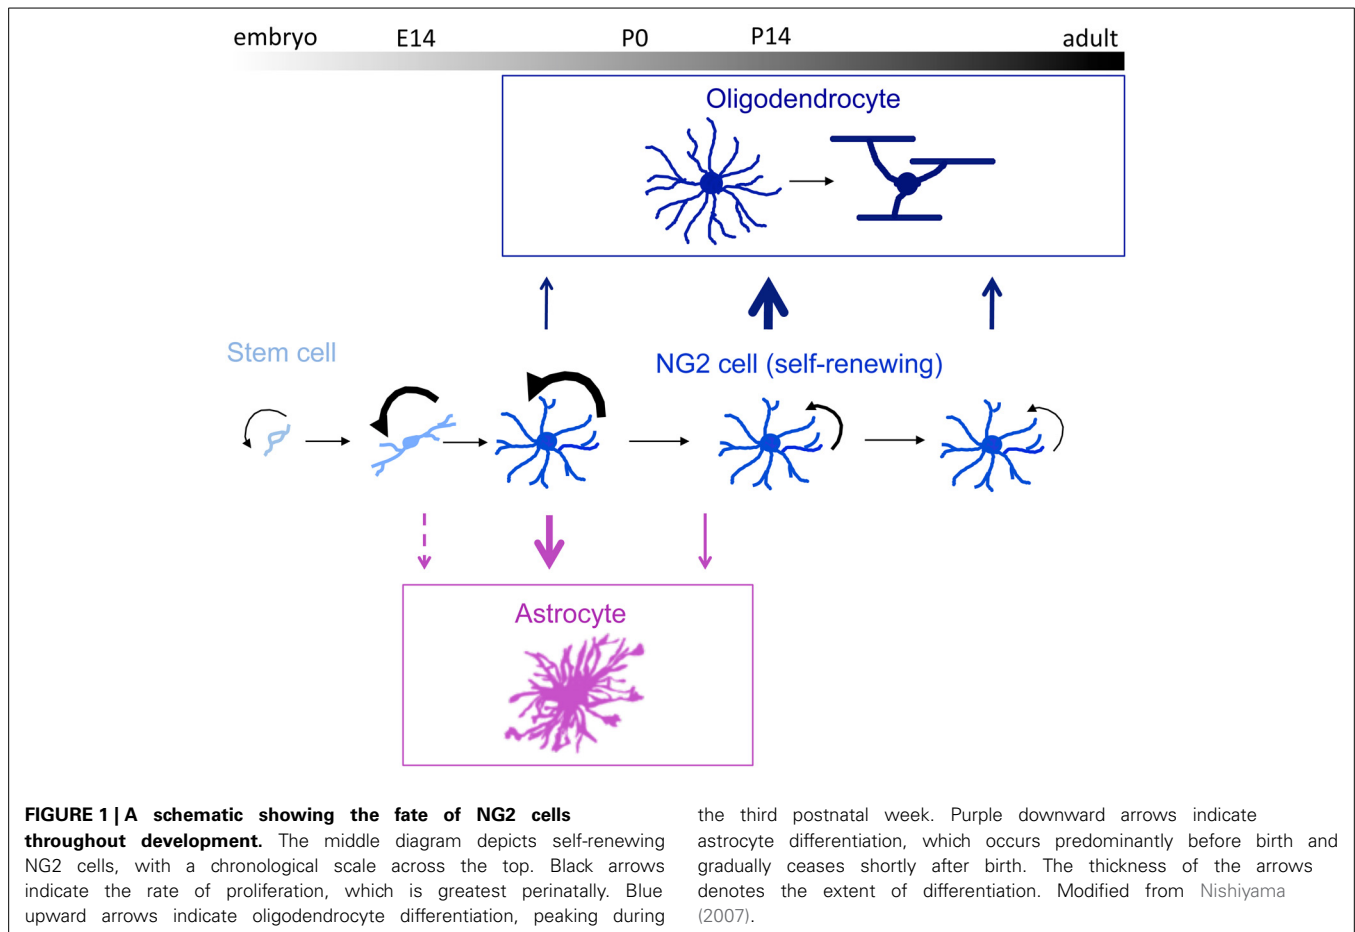 embryo E14 P0 P14 adult
Oligodendrocyte
Stem cell
NG2 cell (self-renewing)
Astrocyte
FIGURE 1 | A schematic showing the fate of NG2 cells
throughout development. The middle diagram depicts self-renewing
NG2 cells, with a chronological scale across the top. Black arrows
indicate the rate of proliferation, which is greatest perinatally. Blue
upward arrows indicate oligodendrocyte differentiation, peaking during
the third postnatal week. Purple downward arrows indicate
astrocyte differentiation, which occurs predominantly before birth and
gradually ceases shortly after birth. The thickness of the arrows
denotes the extent of differentiation. Modified from Nishiyama
(2007).